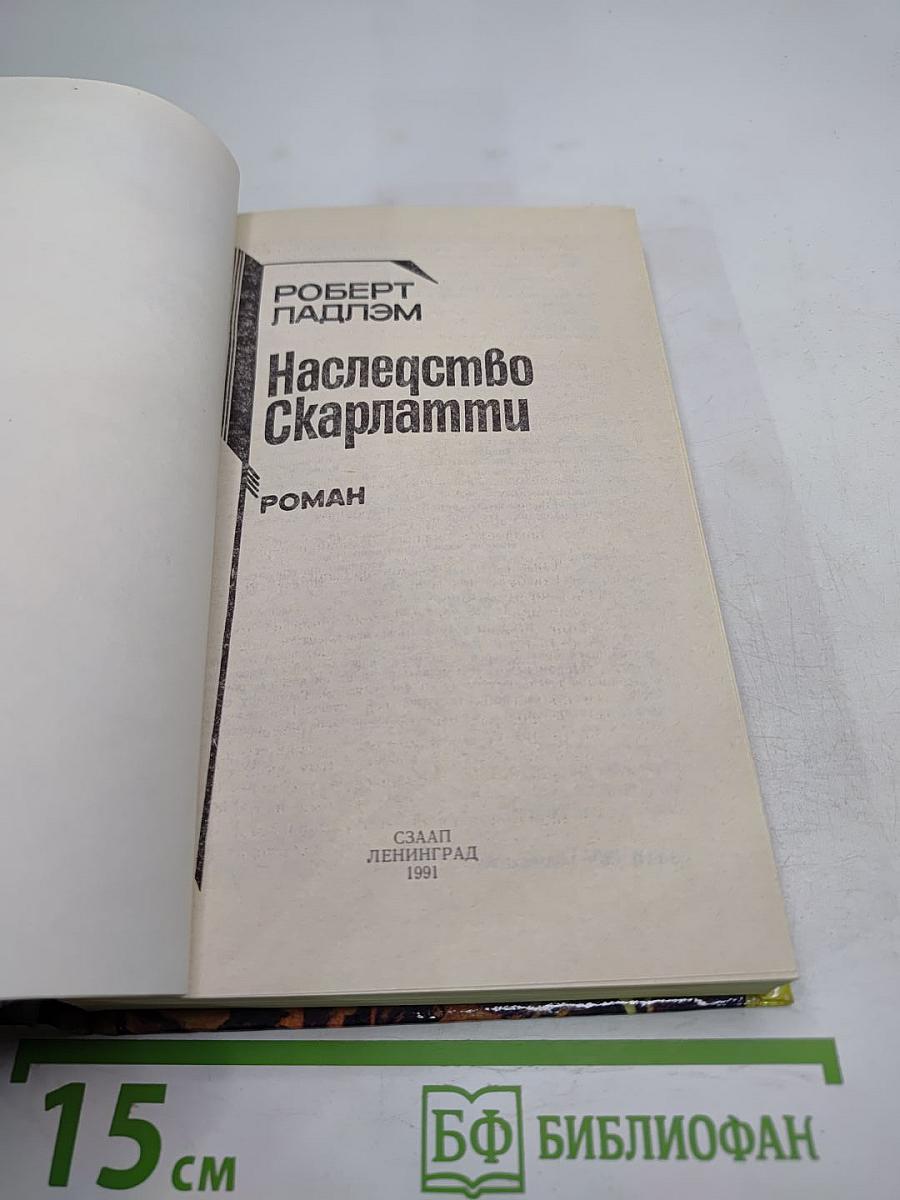 РОБЕРТ
ЛАДЛЭМ
Наследство
Скарлатти
РОМАН
СЗААП
ЛЕНИНГРАД
1991
15 см
БФ БИБЛИОФАН